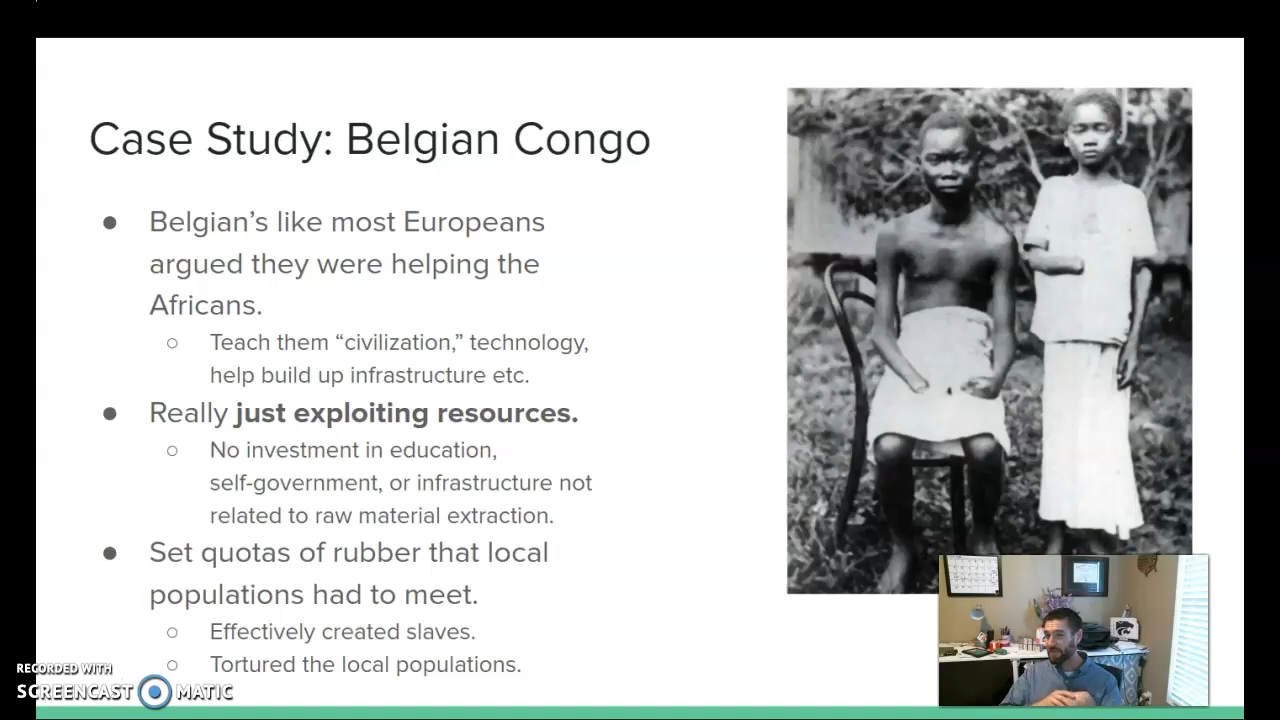 Case Study: Belgian Congo
● Belgian’s like most Europeans
argued they were helping the
Africans.
○ Teach them “civilization,” technology,
help build up infrastructure etc.
● Really just exploiting resources.
○ No investment in education,
self-government, or infrastructure not
related to raw material extraction.
● Set quotas of rubber that local
populations had to meet.
○ Effectively created slaves.
○ Tortured the local populations.
RECORDED WITH
SCREENCAST MATIC